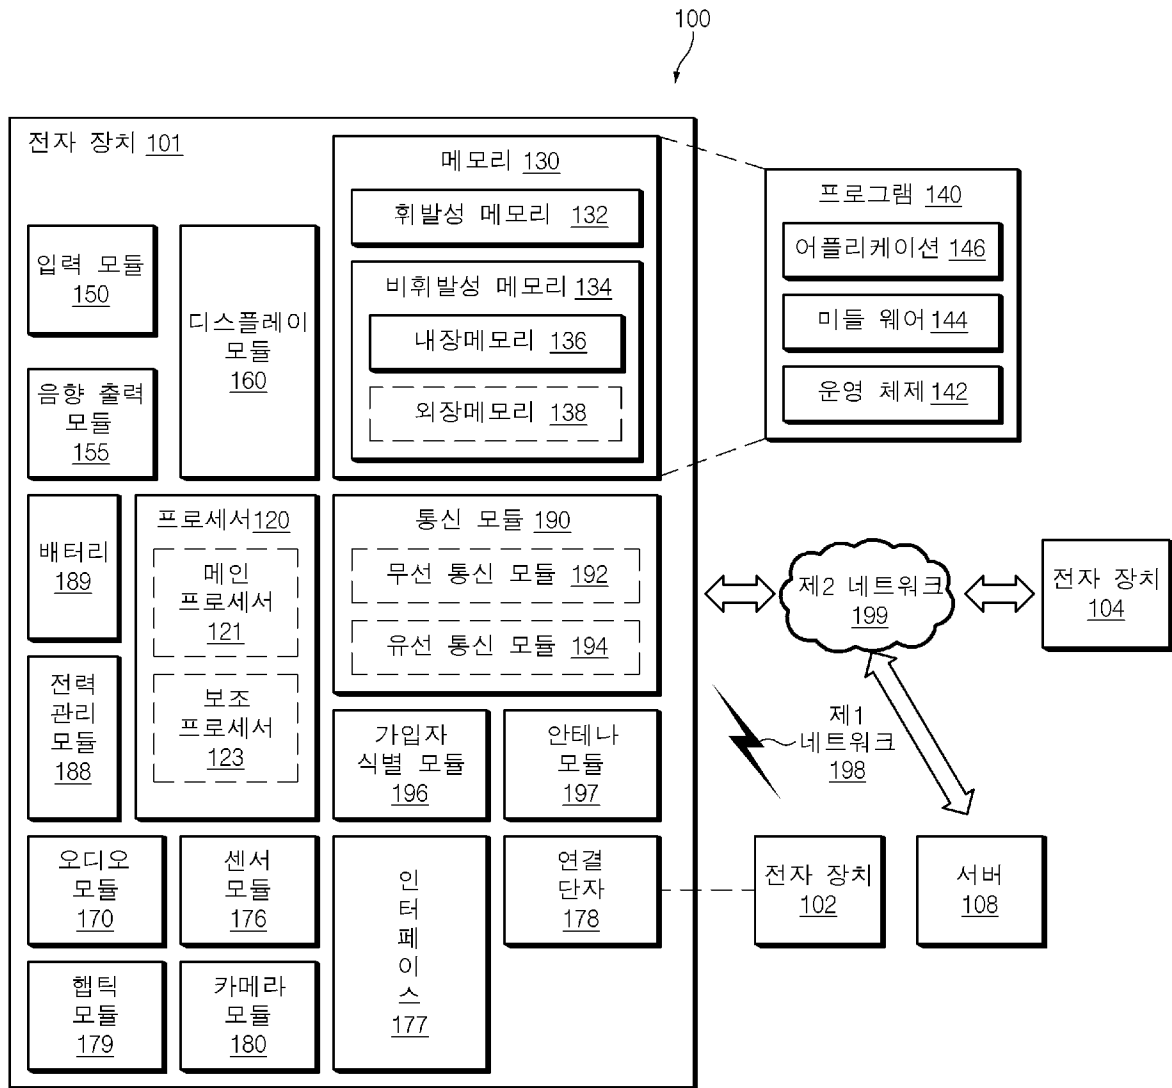 100
전자 장치 101
메모리 130
휘발성 메모리 132
비휘발성 메모리 134
내장메모리 136
외장메모리 138
프로그램 140
어플리케이션 146
미들 웨어 144
운영 체제 142
입력 모듈
150
디스플레이
모듈
160
음향 출력
모듈
155
배터리
189
프로세서 120
메인
프로세서
121
보조
프로세서
123
통신 모듈 190
무선 통신 모듈 192
유선 통신 모듈 194
제2 네트워크
199
전자 장치
104
전력
관리
모듈
188
가입자
식별 모듈
196
안테나
모듈
197
제1
네트워크
198
오디오
모듈
170
센서
모듈
176
인
터
페
이
스
177
연결
단자
178
전자 장치
102
서버
108
햅틱
모듈
179
카메라
모듈
180